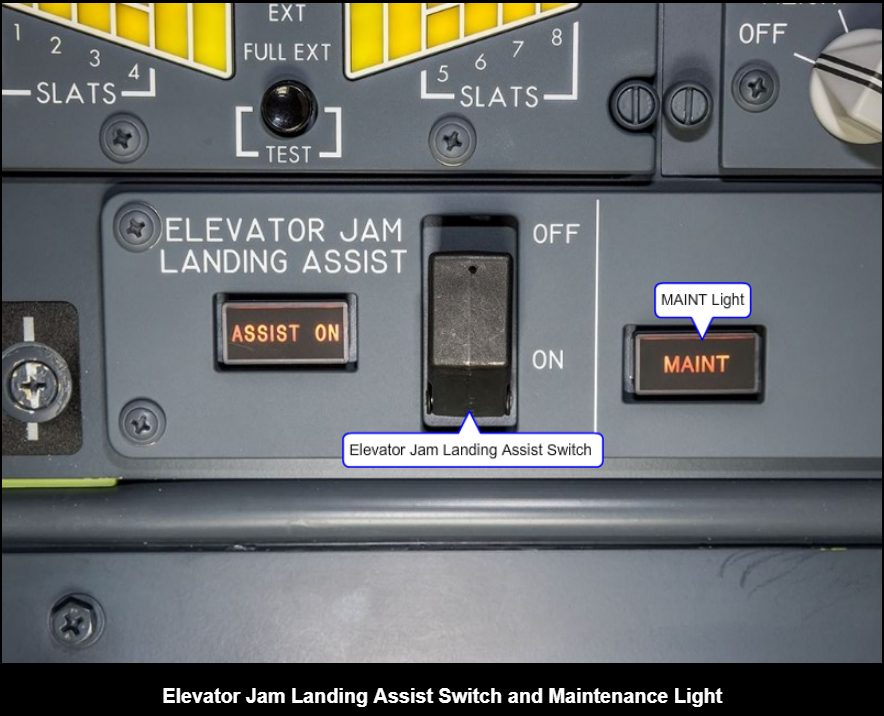 EXT
FULL EXT
1 2 3 4
5 6 7 8
SLATS
SLATS
TEST
OFF
ELEVATOR JAM
LANDING ASSIST
OFF
ASSIST ON
ON
MAINT Light
MAINT
Elevator Jam Landing Assist Switch
Elevator Jam Landing Assist Switch and Maintenance Light